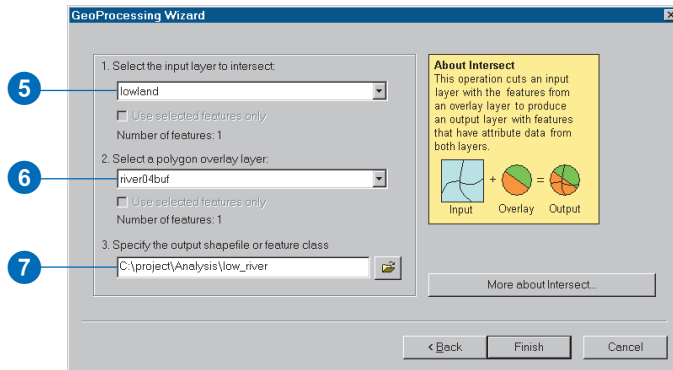 GeoProcessing Wizard
1. Select the input layer to intersect:
5
lowland
Use selected features only
Number of features: 1
2. Select a polygon overlay layer:
6
river04buf
Use selected features only
Number of features: 1
3. Specify the output shapefile or feature class
7
C:\project\Analysis\low_river
About Intersect
This operation cuts an input
layer with the features from
an overlay layer to produce
an output layer with features
that have attribute data from
both layers.
+ =
Input Overlay Output
More about Intersect...
< Back Finish Cancel